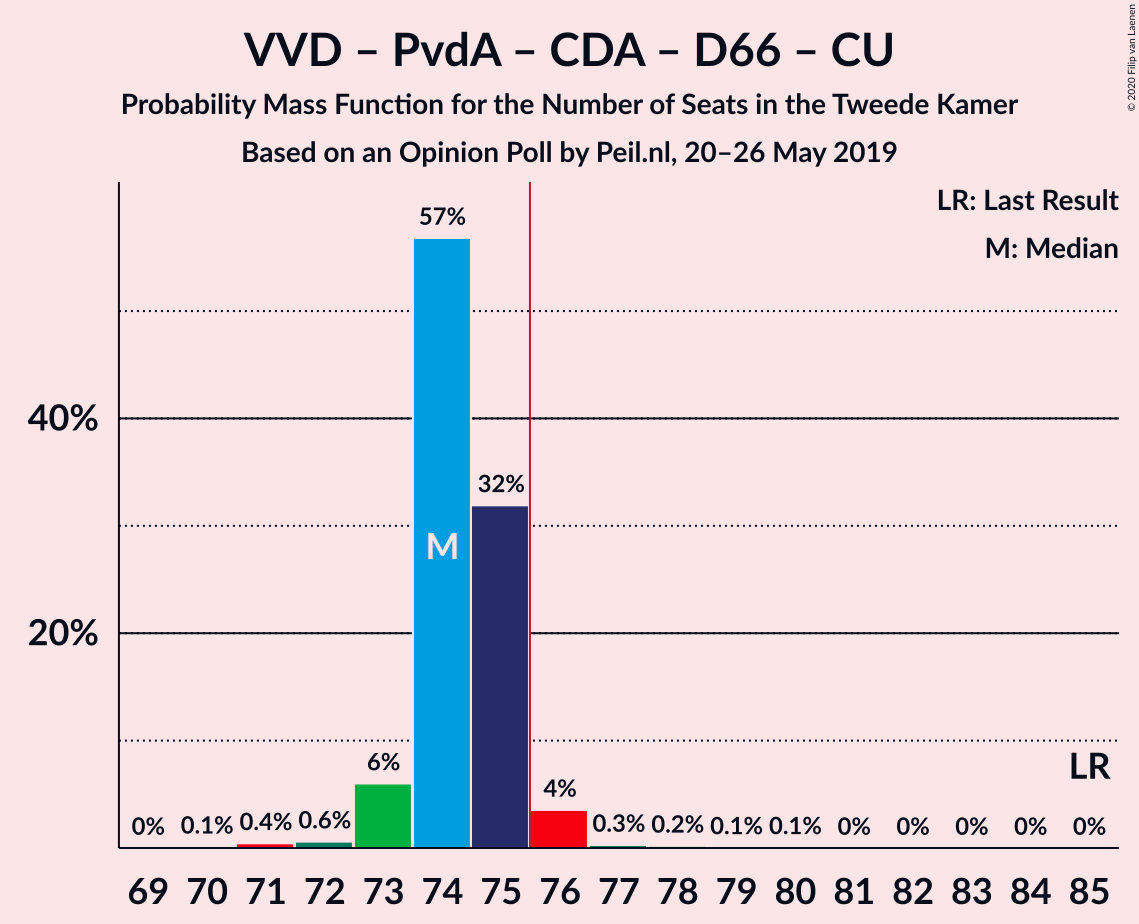 VVD – PvdA – CDA – D66 – CU
Probability Mass Function for the Number of Seats in the Tweede Kamer
Based on an Opinion Poll by Peil.nl, 20–26 May 2019
© 2020 Filip van Laenen
LR: Last Result
M: Median
57%
40%
32%
M
20%
6%
LR
4%
0% 0.1% 0.4% 0.6% 0.3% 0.2% 0.1% 0.1% 0% 0% 0% 0% 0%
69 70 71 72 73 74 75 76 77 78 79 80 81 82 83 84 85